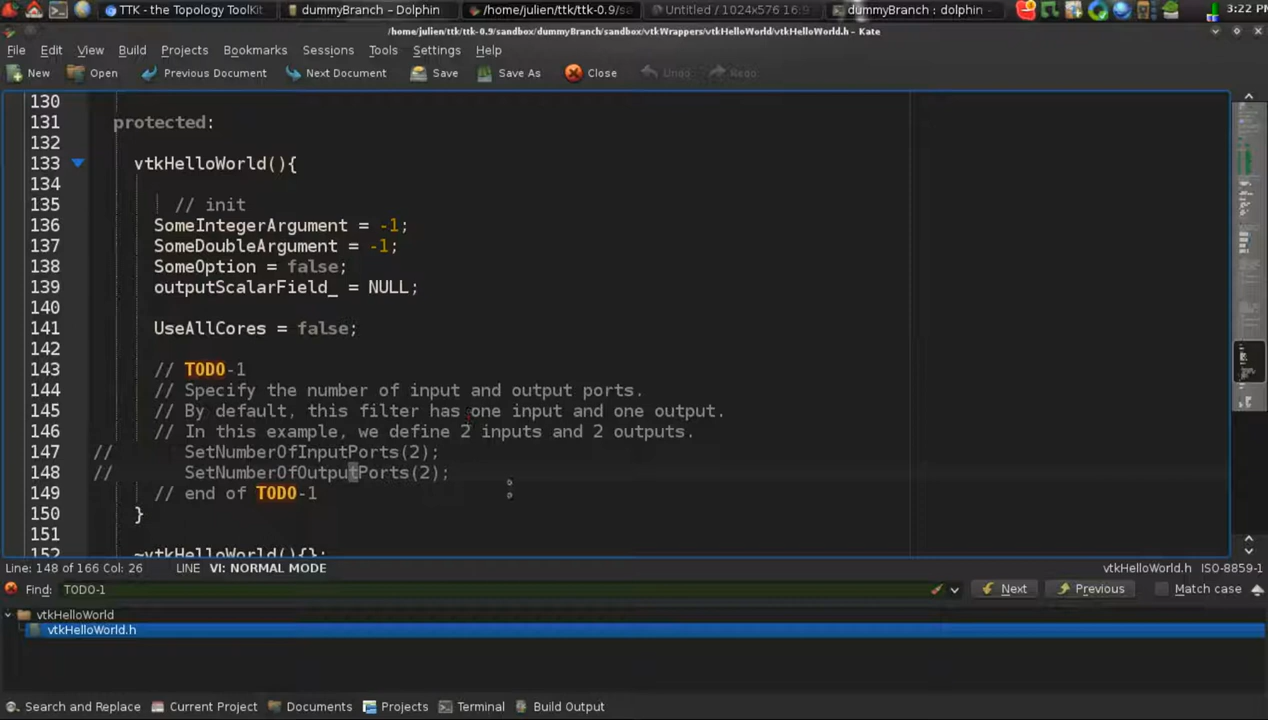 TTK - the Topology ToolKit
dummyBranch – Dolphin
/home/julien/ttk/ttk-0.9/sa
Untitled / 1024x576 16:9
dummyBranch : dolphin
3:22 PM
/home/julien/ttk/ttk-0.9/sandbox/dummyBranch/sandbox/vtkWrappers/vtkHelloWorld/vtkHelloWorld.h – Kate
File Edit View Build Projects Bookmarks Sessions Tools Settings Help
New Open Previous Document Next Document Save Save As Close Undo Redo
130
131 protected:
132
133 vtkHelloWorld(){
134
135 // init
136 SomeIntegerArgument = -1;
137 SomeDoubleArgument = -1;
138 SomeOption = false;
139 outputScalarField_ = NULL;
140
141 UseAllCores = false;
142
143 // TODO-1
144 // Specify the number of input and output ports.
145 // By default, this filter has one input and one output.
146 // In this example, we define 2 inputs and 2 outputs.
147 // SetNumberOfInputPorts(2);
148 // SetNumberOfOutputPorts(2);
149 // end of TODO-1
150 }
151
152 ~vtkHelloWorld(){};
Line: 148 of 166 Col: 26 LINE VI: NORMAL MODE vtkHelloWorld.h ISO-8859-1
Find: TODO-1 Next Previous Match case
vtkHelloWorld
vtkHelloWorld.h
Search and Replace Current Project Documents Projects Terminal Build Output